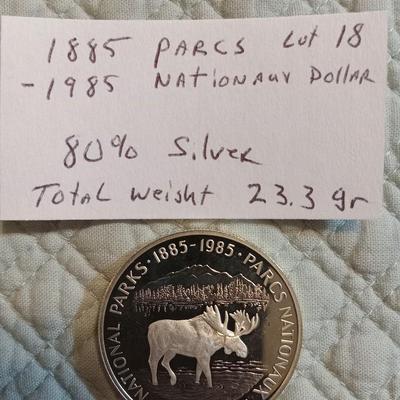 1885 PARCS Lot 18
- 1985 NATIONAUX DOLLAR
80% Silver
Total weight 23.3 gr
NATIONAL PARKS · 1885-1985 · PARCS NATIONAUX